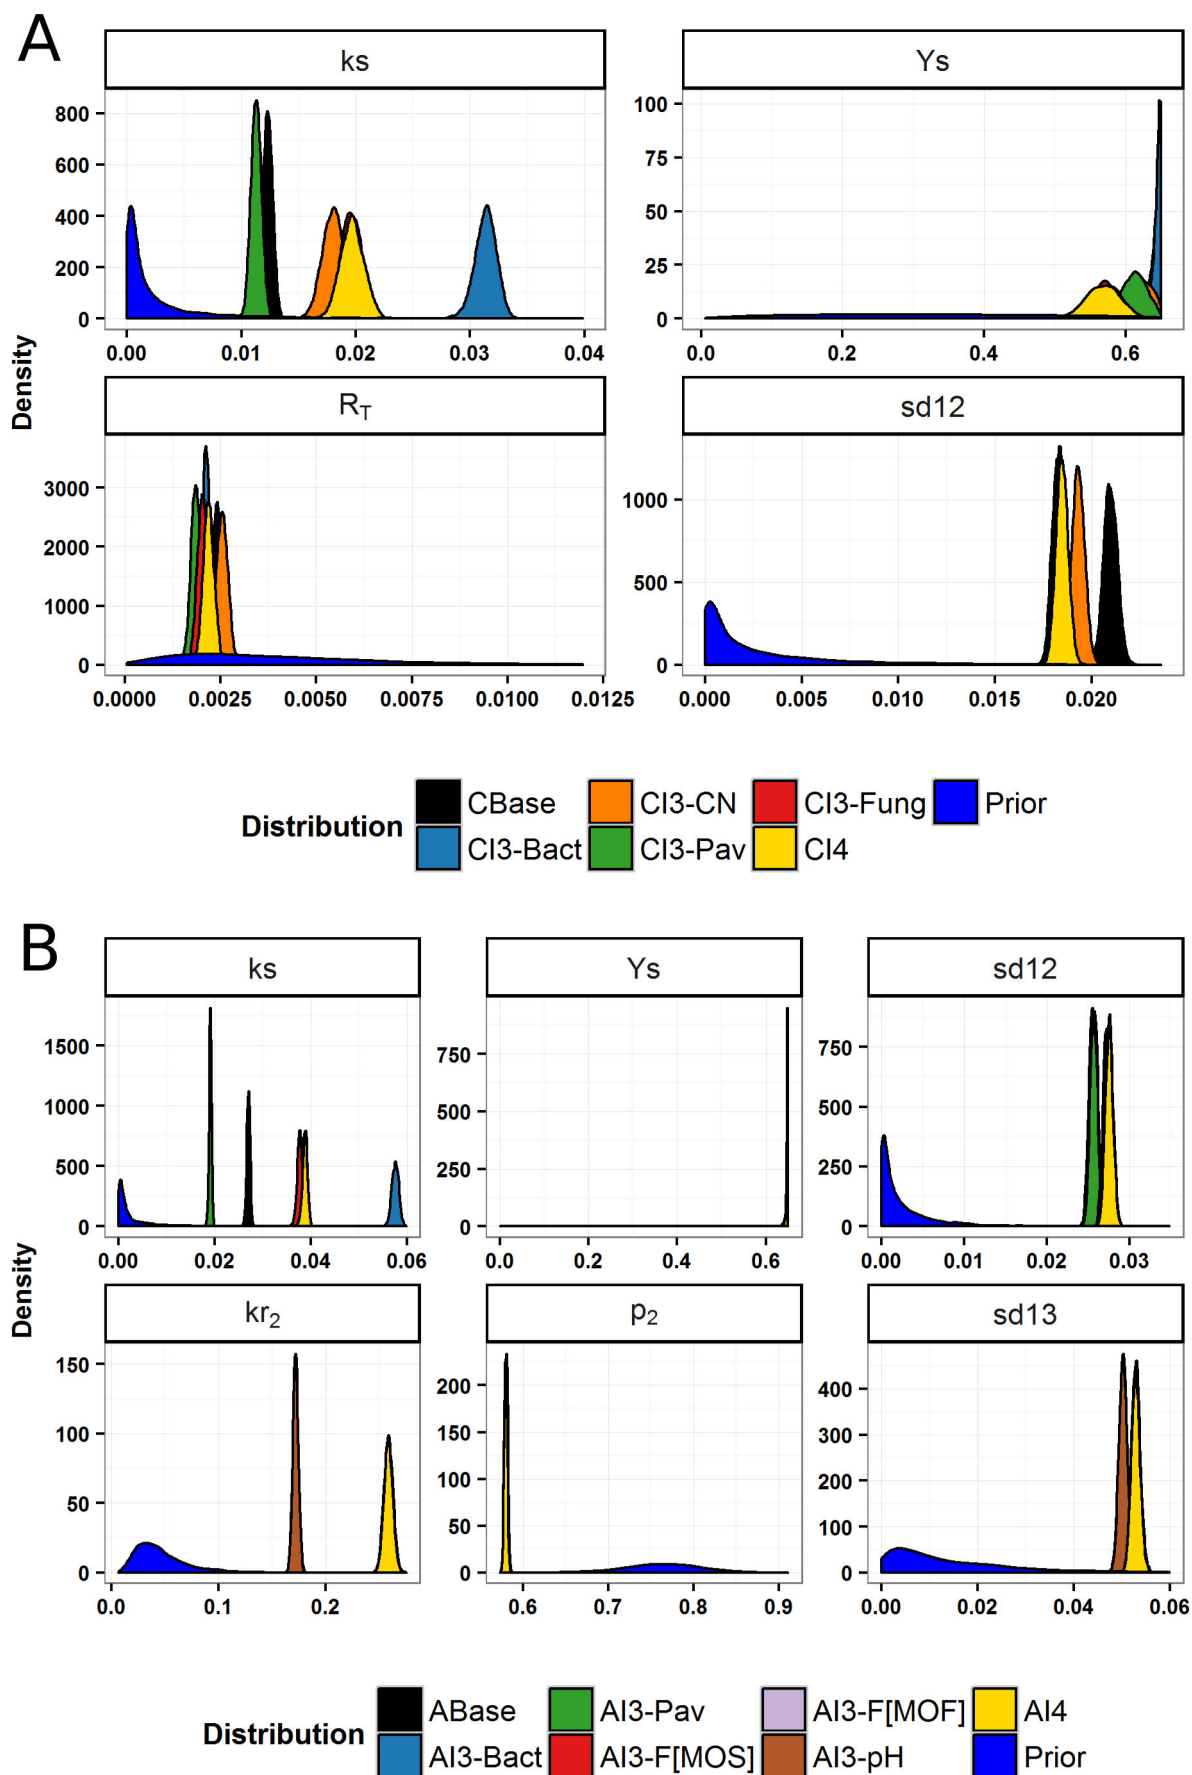 A
ks
Ys
800
600
400
200
0
0.00 0.01 0.02 0.03 0.04
100
75
50
25
0
0.0 0.2 0.4 0.6
Density
R_T
sd12
3000
2000
1000
0
0.0000 0.0025 0.0050 0.0075 0.0100 0.0125
1000
500
0
0.000 0.005 0.010 0.015 0.020
Distribution
CBase CI3-CN CI3-Fung Prior
CI3-Bact CI3-Pav CI4
B
ks
Ys
sd12
1500
1000
500
0
0.00 0.02 0.04 0.06
750
500
250
0
0.0 0.2 0.4 0.6
750
500
250
0
0.00 0.01 0.02 0.03
Density
kr₂
p₂
sd13
150
100
50
0
0.0 0.1 0.2
200
150
100
50
0
0.6 0.7 0.8 0.9
400
300
200
100
0
0.00 0.02 0.04 0.06
Distribution
ABase AI3-Pav AI3-F[MOF] AI4
AI3-Bact AI3-F[MOS] AI3-pH Prior